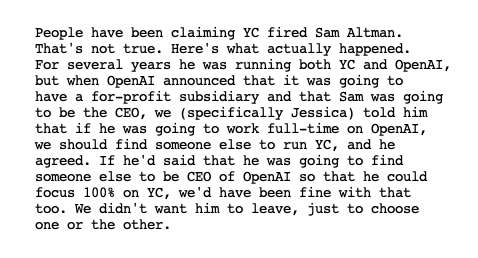 People have been claiming YC fired Sam Altman.
That's not true. Here's what actually happened.
For several years he was running both YC and OpenAI,
but when OpenAI announced that it was going to
have a for-profit subsidiary and that Sam was going
to be the CEO, we (specifically Jessica) told him
that if he was going to work full-time on OpenAI,
we should find someone else to run YC, and he
agreed. If he'd said that he was going to find
someone else to be CEO of OpenAI so that he could
focus 100% on YC, we'd have been fine with that
too. We didn't want him to leave, just to choose
one or the other.